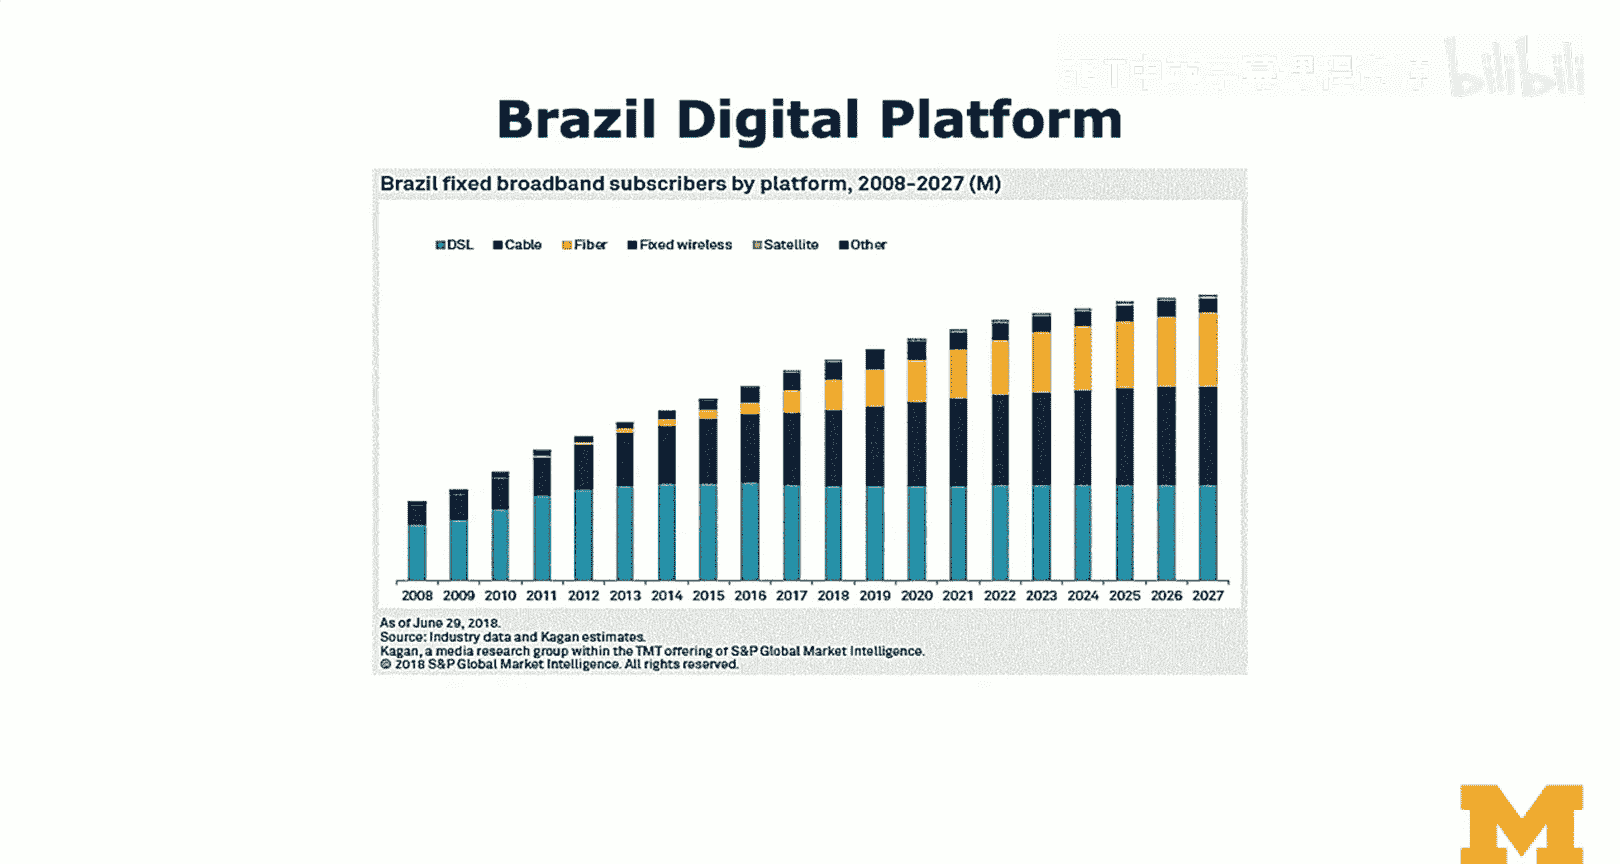 bilibili
Brazil Digital Platform
Brazil fixed broadband subscribers by platform, 2008-2027 (M)
DSL Cable Fiber Fixed wireless Satellite Other
2008 2009 2010 2011 2012 2013 2014 2015 2016 2017 2018 2019 2020 2021 2022 2023 2024 2025 2026 2027
As of June 29, 2018.
Source: Industry data and Kagan estimates.
Kagan, a media research group within the TMT offering of S&P Global Market Intelligence.
© 2018 S&P Global Market Intelligence. All rights reserved.
M